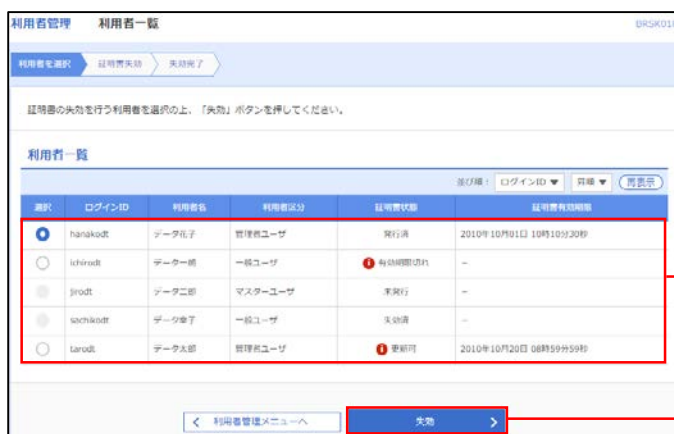 利用者管理 利用者一覧 BRSK010
利用者を選択 証明書失効 失効完了
証明書の失効を行う利用者を選択の上、「失効」ボタンを押してください。
利用者一覧
並び順： ログインID ▼ 昇順 ▼ 再表示
選択 ログインID 利用者名 利用者区分 証明書状態 証明書有効期限
hanakodt データ花子 管理者ユーザ 発行済 2010年10月01日 10時10分30秒
ichirodt データ一郎 一般ユーザ 有効期限切れ －
jirodt データ二郎 マスターユーザ 未発行 －
sachikodt データ幸子 一般ユーザ 失効済 －
tarodt データ太郎 管理者ユーザ 更新可 2010年10月20日 08時59分59秒
利用者管理メニューへ 失効